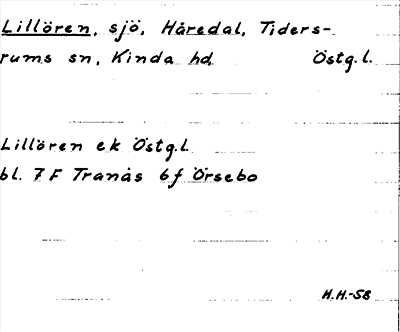 Lillören, sjö, Håredal, Tiders-
rums sn, Kinda hd Östg.l.
Lillören ek Östg.l.
bl. 7 F Tranås 6 f Örsebo
H.H.-58